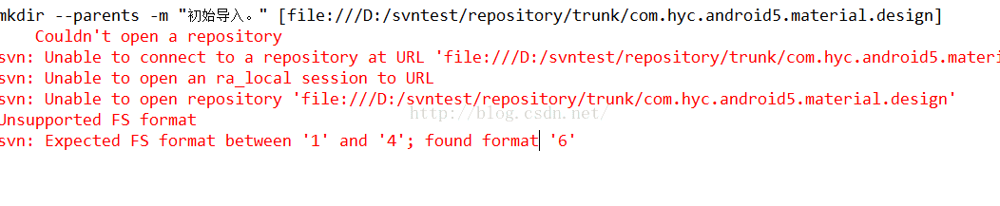 mkdir --parents -m "初始导入。" [file:///D:/svntest/repository/trunk/com.hyc.android5.material.design]
Couldn't open a repository
svn: Unable to connect to a repository at URL 'file:///D:/svntest/repository/trunk/com.hyc.android5.materi
svn: Unable to open an ra_local session to URL
svn: Unable to open repository 'file:///D:/svntest/repository/trunk/com.hyc.android5.material.design'
http://blog.csdn.net/
Unsupported FS format
svn: Expected FS format between '1' and '4'; found format '6'